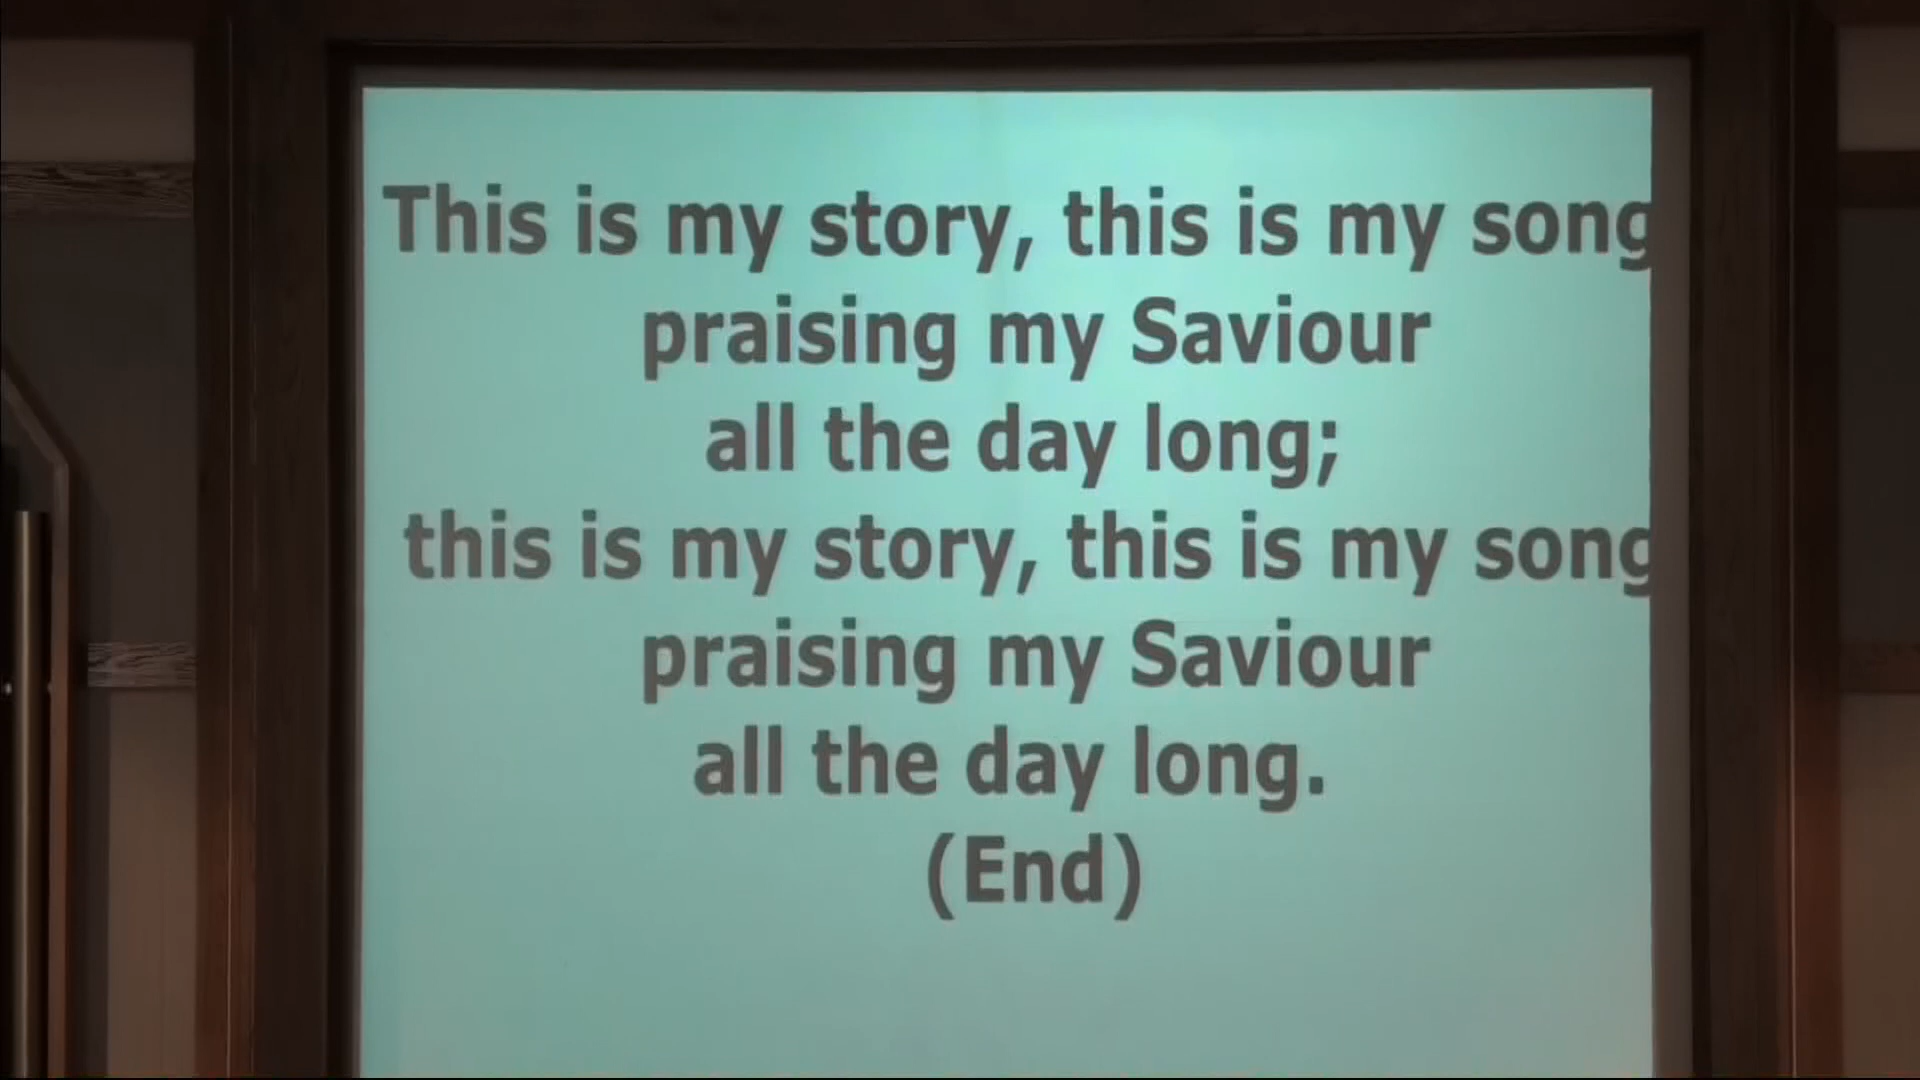 This is my story, this is my song
praising my Saviour
all the day long;
this is my story, this is my song
praising my Saviour
all the day long.
(End)